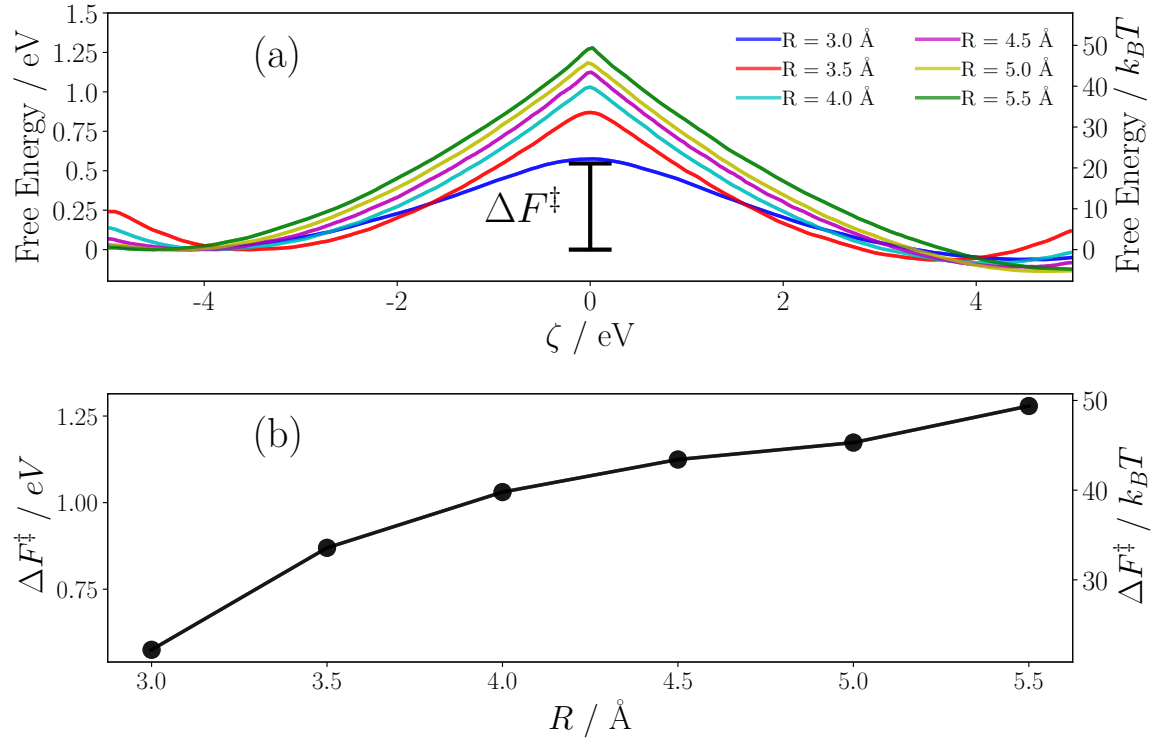 (a)
Free Energy / eV
1.5
1.25
1.0
0.75
0.5
0.25
0
R = 3.0 Å
R = 3.5 Å
R = 4.0 Å
R = 4.5 Å
R = 5.0 Å
R = 5.5 Å
ΔF‡
50
40
30
20
10
0
Free Energy / k_BT
-4
-2
0
2
4
ζ / eV
(b)
ΔF‡ / eV
1.25
1.00
0.75
50
40
30
ΔF‡ / k_BT
3.0
3.5
4.0
4.5
5.0
5.5
R / Å